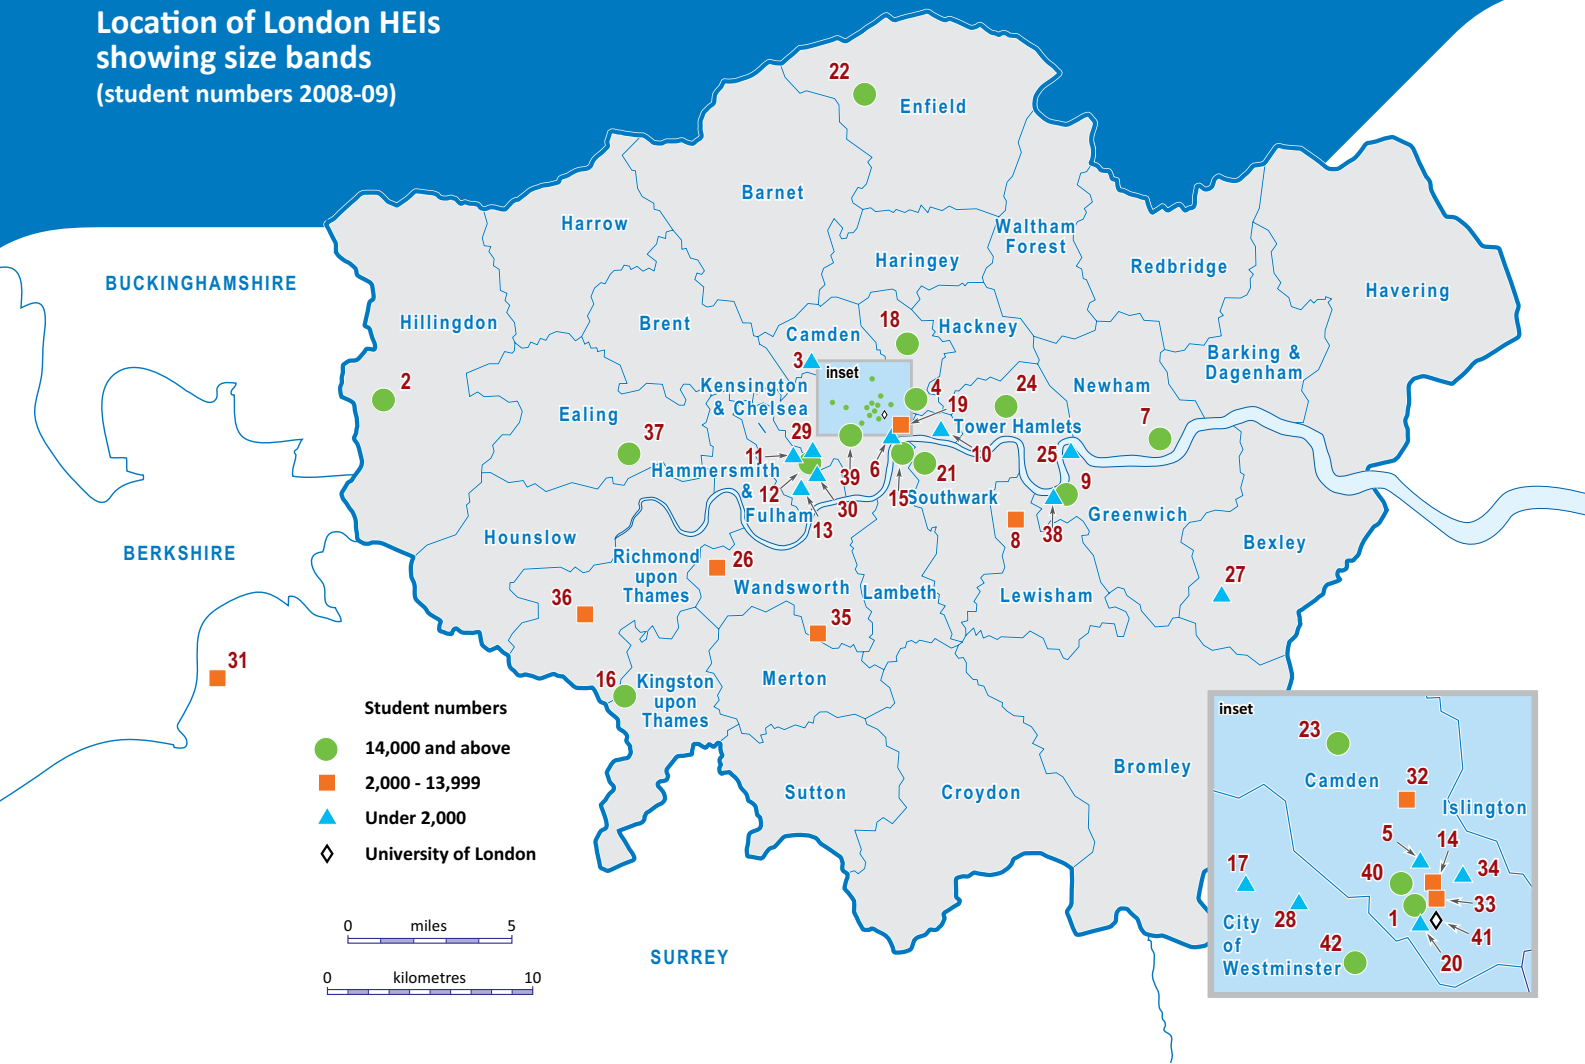 Location of London HEIs
showing size bands
(student numbers 2008-09)
22
Enfield
Barnet
Harrow
Waltham
Forest
Haringey
Redbridge
BUCKINGHAMSHIRE
Havering
Hillingdon
Brent
Camden
18
Hackney
Barking &
Dagenham
3
inset
2
Kensington
& Chelsea
4
24
Newham
19
7
Ealing
Tower Hamlets
37
29
11
10
25
Hammersmith
&
Fulham
12
39
6
21
9
30
15
Southwark
13
8
38
Greenwich
Hounslow
BERKSHIRE
Bexley
Richmond
upon
Thames
26
Wandsworth
Lambeth
Lewisham
27
36
35
31
16
Kingston
upon
Thames
Merton
Student numbers
14,000 and above
2,000 - 13,999
Under 2,000
University of London
Sutton
Croydon
Bromley
0 miles 5
0 kilometres 10
SURREY
inset
23
Camden
32
Islington
5
14
17
40
34
33
28
1
41
City
of
Westminster
42
20